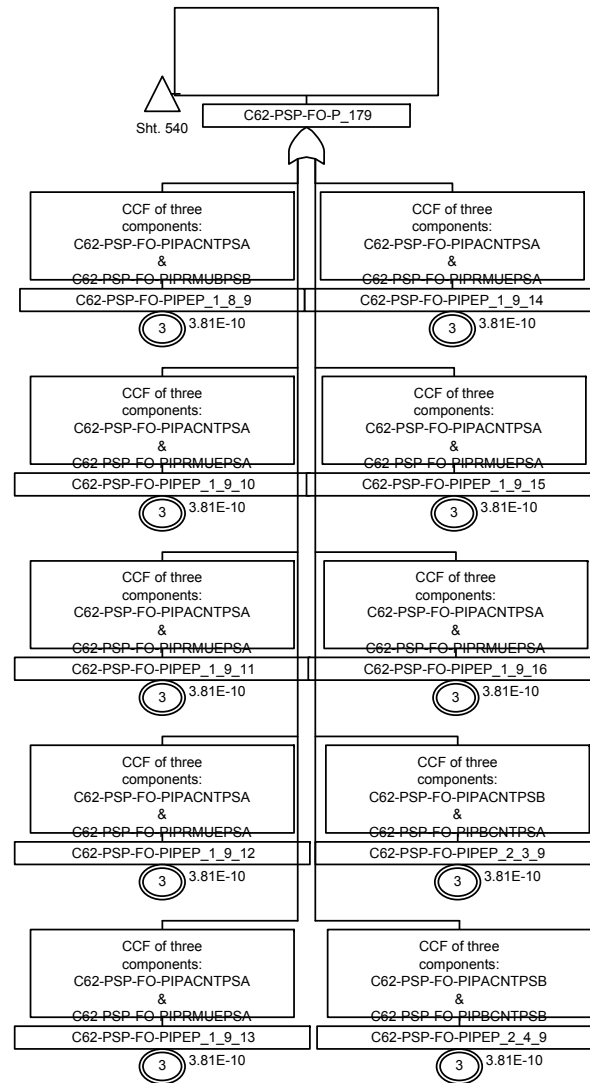 Sht. 540
C62-PSP-FO-P_179
CCF of three
components:
C62-PSP-FO-PIPACNTPSA
&
C62-PSP-FO-PIPRMUBPSB
C62-PSP-FO-PIPEP_1_8_9
3
3.81E-10
CCF of three
components:
C62-PSP-FO-PIPACNTPSA
&
C62-PSP-FO-PIPRMUEPSA
C62-PSP-FO-PIPEP_1_9_14
3
3.81E-10
CCF of three
components:
C62-PSP-FO-PIPACNTPSA
&
C62-PSP-FO-PIPRMUEPSA
C62-PSP-FO-PIPEP_1_9_10
3
3.81E-10
CCF of three
components:
C62-PSP-FO-PIPACNTPSA
&
C62-PSP-FO-PIPRMUEPSA
C62-PSP-FO-PIPEP_1_9_15
3
3.81E-10
CCF of three
components:
C62-PSP-FO-PIPACNTPSA
&
C62-PSP-FO-PIPRMUEPSA
C62-PSP-FO-PIPEP_1_9_11
3
3.81E-10
CCF of three
components:
C62-PSP-FO-PIPACNTPSA
&
C62-PSP-FO-PIPRMUEPSA
C62-PSP-FO-PIPEP_1_9_16
3
3.81E-10
CCF of three
components:
C62-PSP-FO-PIPACNTPSA
&
C62-PSP-FO-PIPRMUEPSA
C62-PSP-FO-PIPEP_1_9_12
3
3.81E-10
CCF of three
components:
C62-PSP-FO-PIPACNTPSB
&
C62-PSP-FO-PIPBCNTPSA
C62-PSP-FO-PIPEP_2_3_9
3
3.81E-10
CCF of three
components:
C62-PSP-FO-PIPACNTPSA
&
C62-PSP-FO-PIPRMUEPSA
C62-PSP-FO-PIPEP_1_9_13
3
3.81E-10
CCF of three
components:
C62-PSP-FO-PIPACNTPSB
&
C62-PSP-FO-PIPBCNTPSB
C62-PSP-FO-PIPEP_2_4_9
3
3.81E-10